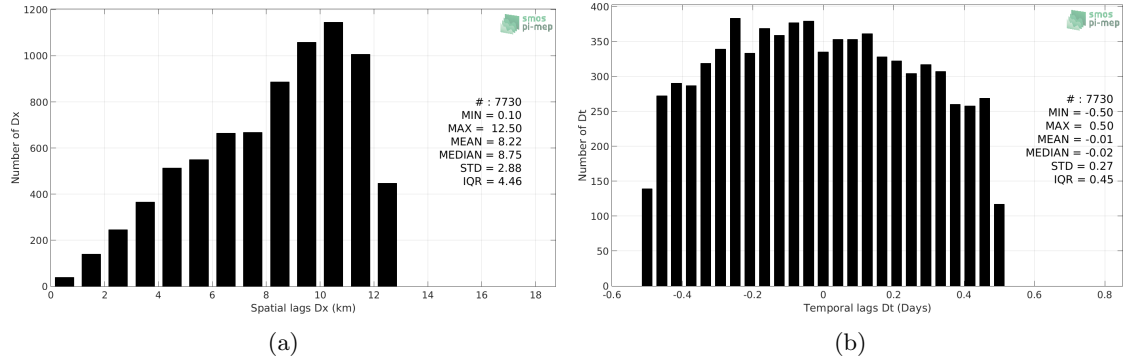 1200
1000
800
600
400
200
0
Number of Dx
0 2 4 6 8 10 12 14 16 18
Spatial lags Dx (km)
smos
pi-mep
# : 7730
MIN = 0.10
MAX = 12.50
MEAN = 8.22
MEDIAN = 8.75
STD = 2.88
IQR = 4.46
(a)
400
350
300
250
200
150
100
50
0
Number of Dt
-0.6 -0.4 -0.2 0 0.2 0.4 0.6 0.8
Temporal lags Dt (Days)
smos
pi-mep
# : 7730
MIN = -0.50
MAX = 0.50
MEAN = -0.01
MEDIAN = -0.02
STD = 0.27
IQR = 0.45
(b)